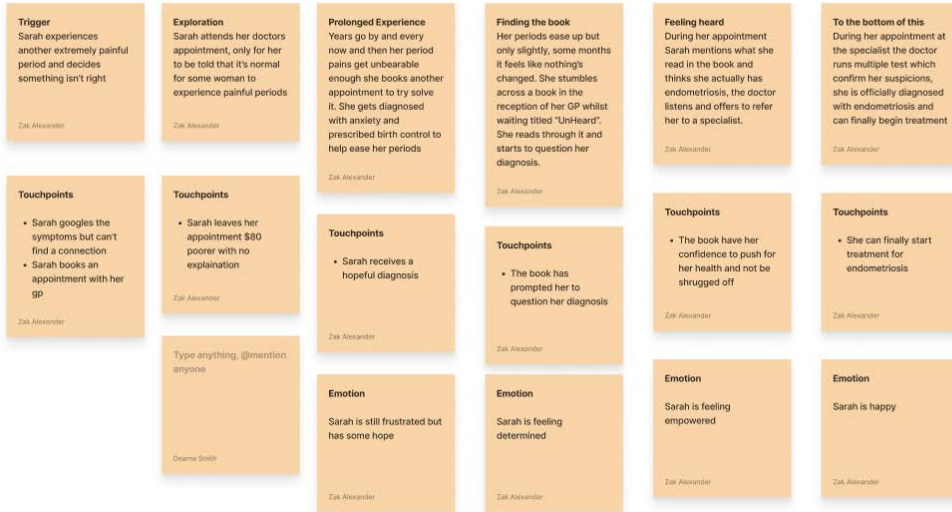 Trigger
Sarah experiences
another extremely painful
period and decides
something isn't right
Zak Alexander
Touchpoints
• Sarah googles the
symptoms but can't
find a connection
• Sarah books an
appointment with her
gp
Zak Alexander
Exploration
Sarah attends her doctors
appointment, only for her
to be told that it's normal
for some woman to
experience painful periods
Zak Alexander
Touchpoints
• Sarah leaves her
appointment $80
poorer with no
explaination
Zak Alexander
Type anything, @mention
anyone
Deanna Smith
Prolonged Experience
Years go by and every
now and then her period
pains get unbearable
enough she books another
appointment to try solve
it. She gets diagnosed
with anxiety and
prescribed birth control to
help ease her periods
Zak Alexander
Touchpoints
• Sarah receives a
hopeful diagnosis
Zak Alexander
Emotion
Sarah is still frustrated but
has some hope
Zak Alexander
Finding the book
Her periods ease up but
only slightly, some months
it feels like nothing's
changed. She stumbles
across a book in the
reception of her GP whilst
waiting titled "UnHeard".
She reads through it and
starts to question her
diagnosis.
Zak Alexander
Touchpoints
• The book has
prompted her to
question her diagnosis
Zak Alexander
Emotion
Sarah is feeling
determined
Zak Alexander
Feeling heard
During her appointment
Sarah mentions what she
read in the book and
thinks she actually has
endometriosis, the doctor
listens and offers to refer
her to a specialist.
Zak Alexander
Touchpoints
• The book have her
confidence to push for
her health and not be
shrugged off
Zak Alexander
Emotion
Sarah is feeling
empowered
Zak Alexander
To the bottom of this
During her appointment at
the specialist the doctor
runs multiple test which
confirm her suspicions,
she is officially diagnosed
with endometriosis and
can finally begin treatment
Zak Alexander
Touchpoints
• She can finally start
treatment for
endometriosis
Zak Alexander
Emotion
Sarah is happy
Zak Alexander